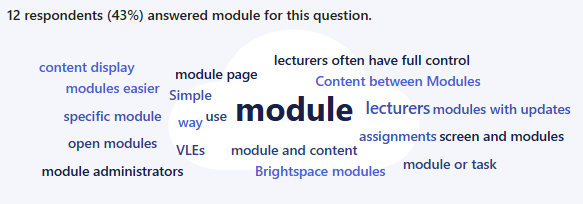 12 respondents (43%) answered module for this question.
lecturers often have full control
content display
module page
Content between Modules
modules easier
Simple
module
lecturers
modules with updates
specific module
way
use
assignments
screen and modules
open modules
VLEs
module and content
module or task
module administrators
Brightspace modules